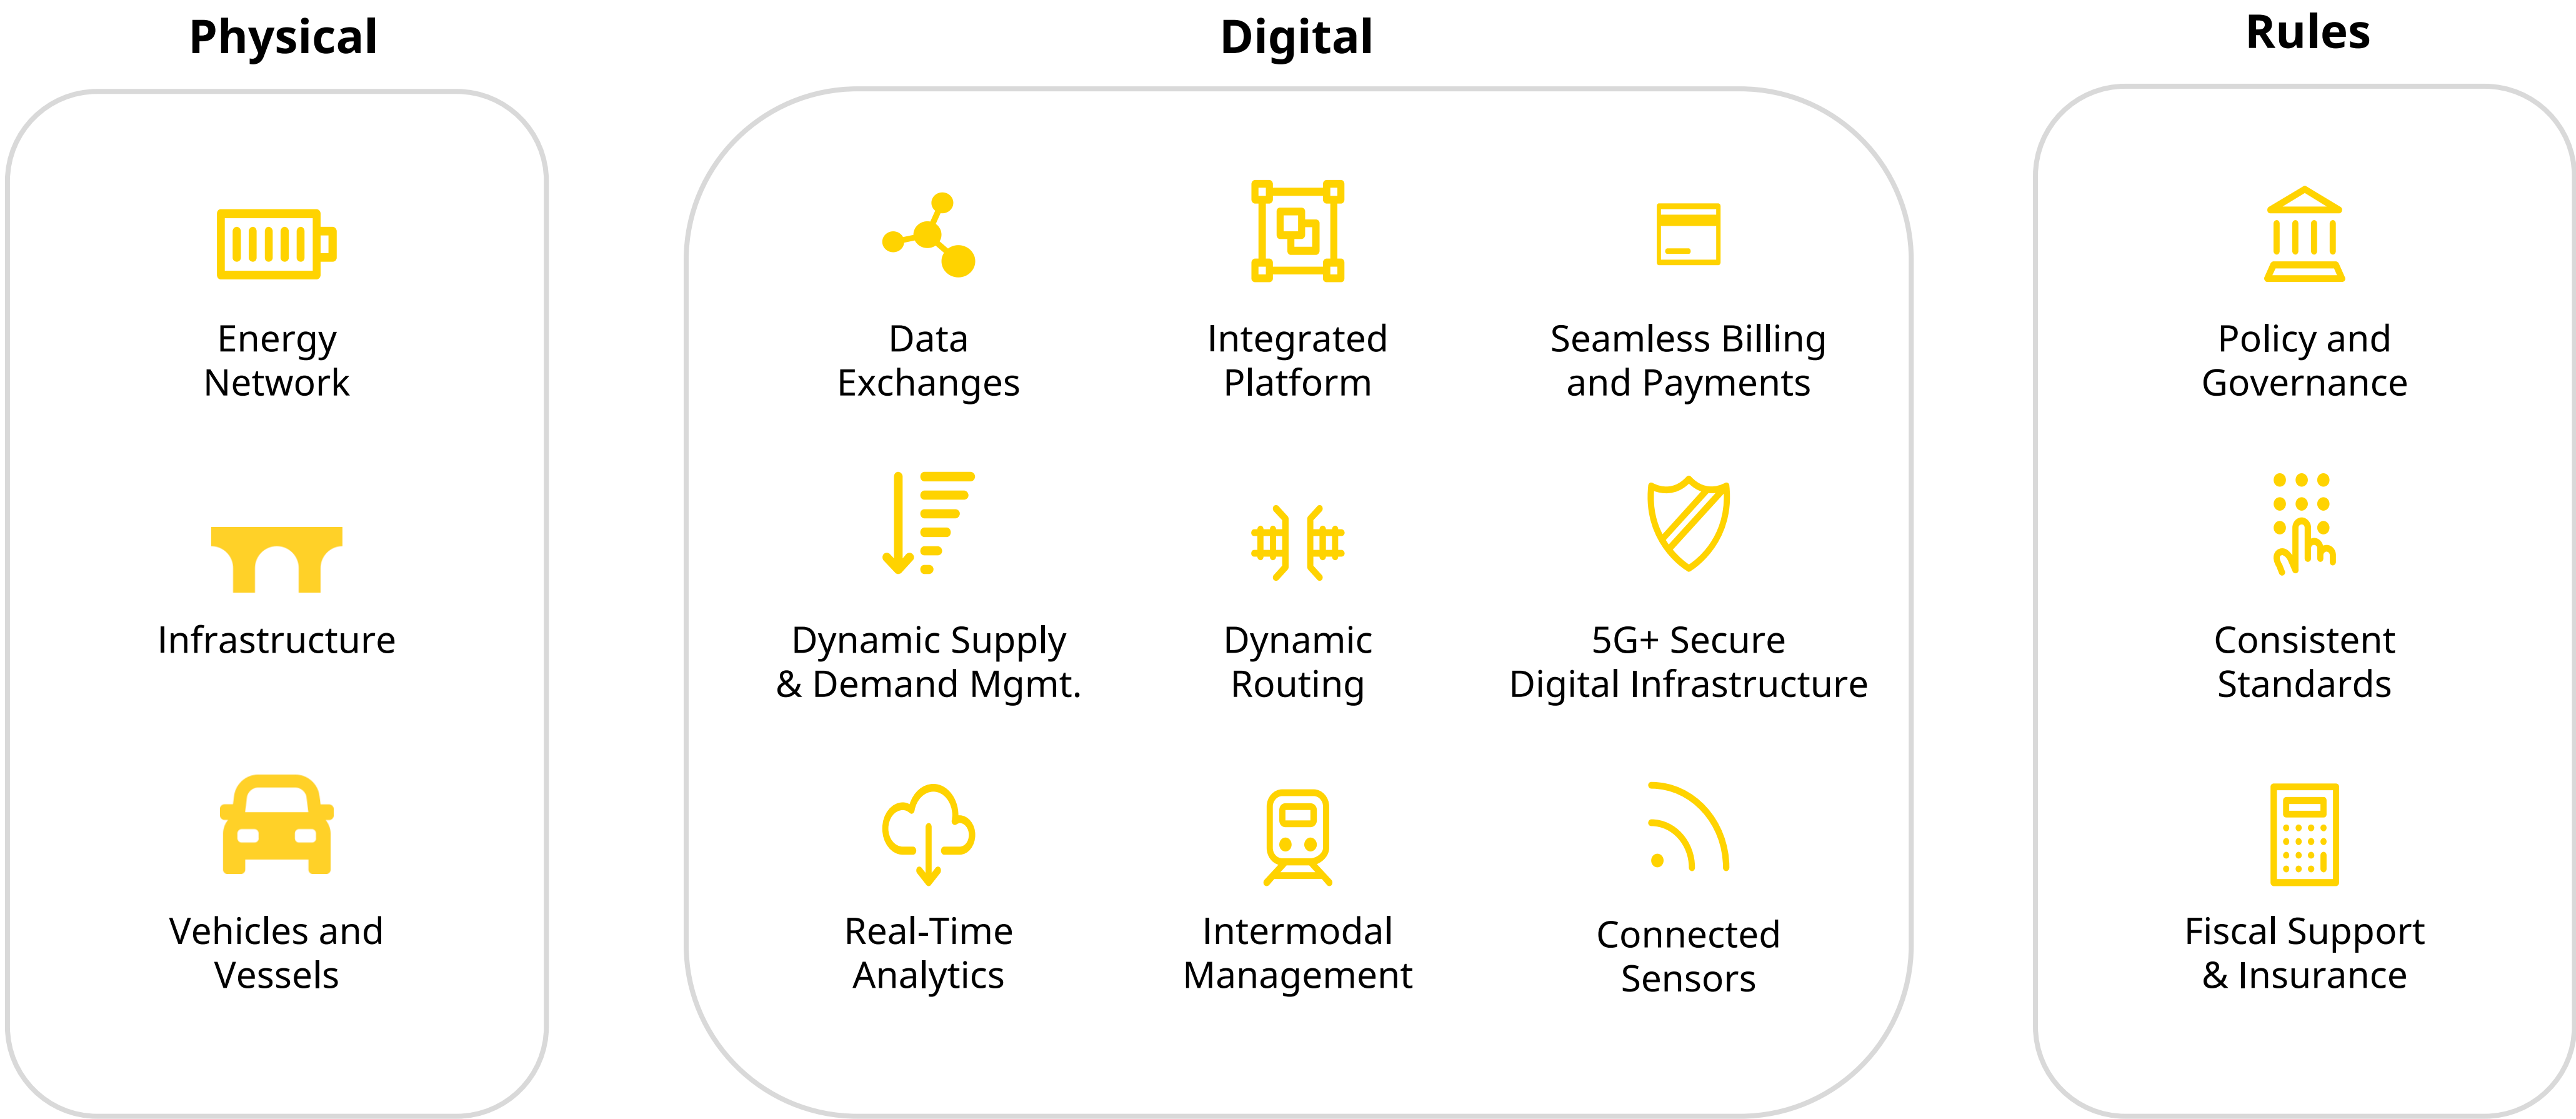 Physical
Energy
Network
Infrastructure
Vehicles and
Vessels
Digital
Data
Exchanges
Integrated
Platform
Seamless Billing
and Payments
Dynamic Supply
& Demand Mgmt.
Dynamic
Routing
5G+ Secure
Digital Infrastructure
Real-Time
Analytics
Intermodal
Management
Connected
Sensors
Rules
Policy and
Governance
Consistent
Standards
Fiscal Support
& Insurance